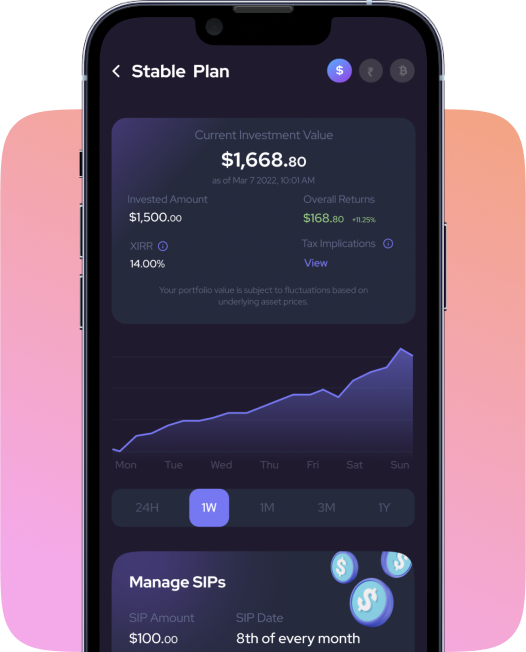 Stable Plan $ ₹ ₿
Current Investment Value
$1,668.80
as of Mar 7 2022, 10:01 AM
Invested Amount Overall Returns
$1,500.00 $168.80 +11.25%
XIRR Tax Implications
14.00% View
Your portfolio value is subject to fluctuations based on
underlying asset prices.
Mon Tue Wed Thu Fri Sat Sun
24H 1W 1M 3M 1Y
Manage SIPs
SIP Amount SIP Date
$100.00 8th of every month